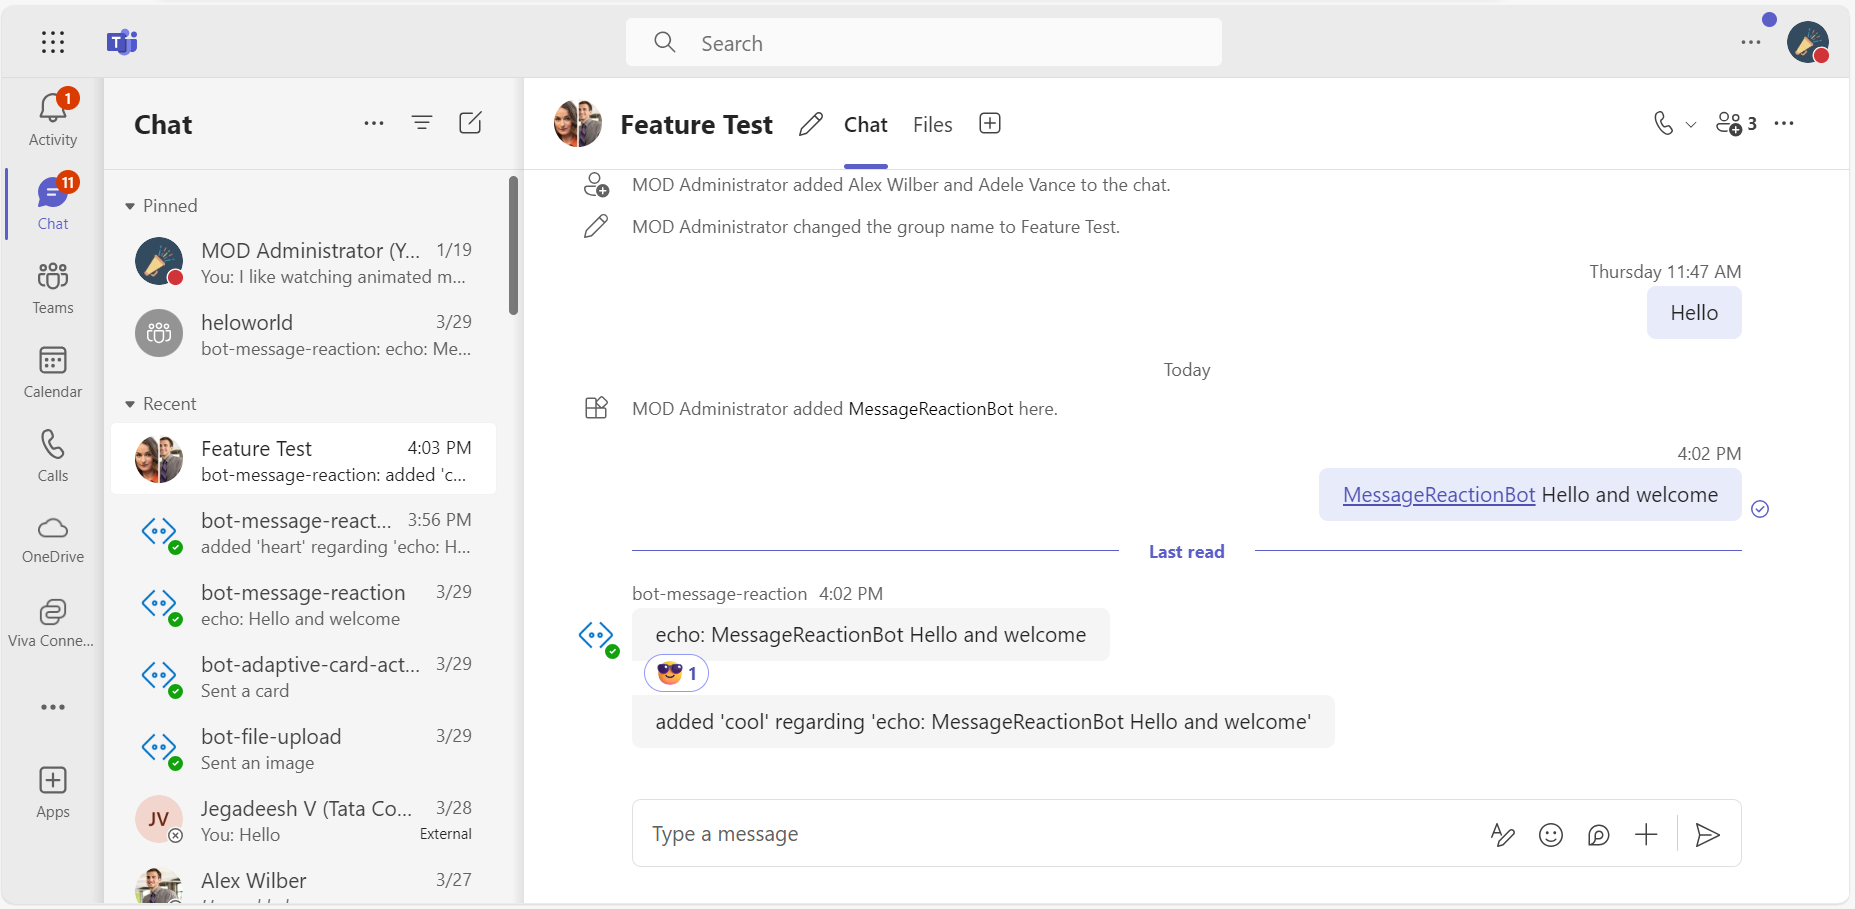 Search
1
Activity
11
Chat
Teams
Calendar
Calls
OneDrive
Viva Conne...
Apps
Chat
Pinned
MOD Administrator (Y... 1/19
You: I like watching animated m...
heloworld 3/29
bot-message-reaction: echo: Me...
Recent
Feature Test 4:03 PM
bot-message-reaction: added 'c...
bot-message-react... 3:56 PM
added 'heart' regarding 'echo: H...
bot-message-reaction 3/29
echo: Hello and welcome
bot-adaptive-card-act... 3/29
Sent a card
bot-file-upload 3/29
Sent an image
JV
Jegadeesh V (Tata Co... 3/28
You: Hello External
Alex Wilber 3/27
Feature Test Chat Files 3
MOD Administrator added Alex Wilber and Adele Vance to the chat.
MOD Administrator changed the group name to Feature Test.
Thursday 11:47 AM
Hello
Today
MOD Administrator added MessageReactionBot here.
4:02 PM
MessageReactionBot Hello and welcome
Last read
bot-message-reaction 4:02 PM
echo: MessageReactionBot Hello and welcome
1
added 'cool' regarding 'echo: MessageReactionBot Hello and welcome'
Type a message